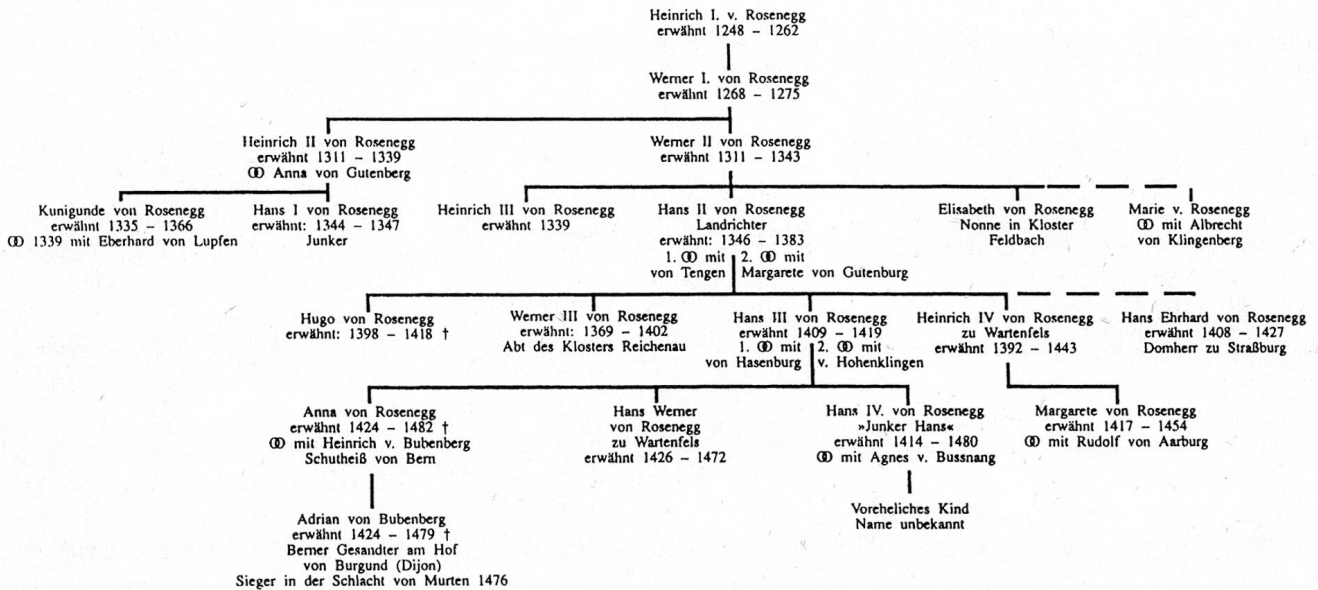 Heinrich I. v. Rosenegg
erwähnt 1248 – 1262
Werner I. von Rosenegg
erwähnt 1268 – 1275
Heinrich II von Rosenegg
erwähnt 1311 – 1339
⚭ Anna von Gutenberg
Werner II von Rosenegg
erwähnt 1311 – 1343
Kunigunde von Rosenegg
erwähnt 1335 – 1366
⚭ 1339 mit Eberhard von Lupfen
Hans I von Rosenegg
erwähnt: 1344 – 1347
Junker
Heinrich III von Rosenegg
erwähnt 1339
Hans II von Rosenegg
Landrichter
erwähnt: 1346 – 1383
1. ⚭ mit
von Tengen
2. ⚭ mit
Margarete von Gutenburg
Elisabeth von Rosenegg
Nonne in Kloster
Feldbach
Marie v. Rosenegg
⚭ mit Albrecht
von Klingenberg
Hugo von Rosenegg
erwähnt: 1398 – 1418 †
Werner III von Rosenegg
erwähnt: 1369 – 1402
Abt des Klosters Reichenau
Hans III von Rosenegg
erwähnt 1409 – 1419
1. ⚭ mit
von Hasenburg
2. ⚭ mit
v. Hohenklingen
Heinrich IV von Rosenegg
zu Wartenfels
erwähnt 1392 – 1443
Hans Ehrhard von Rosenegg
erwähnt 1408 – 1427
Domherr zu Straßburg
Anna von Rosenegg
erwähnt 1424 – 1482 †
⚭ mit Heinrich v. Bubenberg
Schutheiß von Bern
Hans Werner
von Rosenegg
zu Wartenfels
erwähnt 1426 – 1472
Hans IV. von Rosenegg
»Junker Hans«
erwähnt 1414 – 1480
⚭ mit Agnes v. Bussnang
Margarete von Rosenegg
erwähnt 1417 – 1454
⚭ mit Rudolf von Aarburg
Adrian von Bubenberg
erwähnt 1424 – 1479 †
Berner Gesandter am Hof
von Burgund (Dijon)
Sieger in der Schlacht von Murten 1476
Voreheliches Kind
Name unbekannt